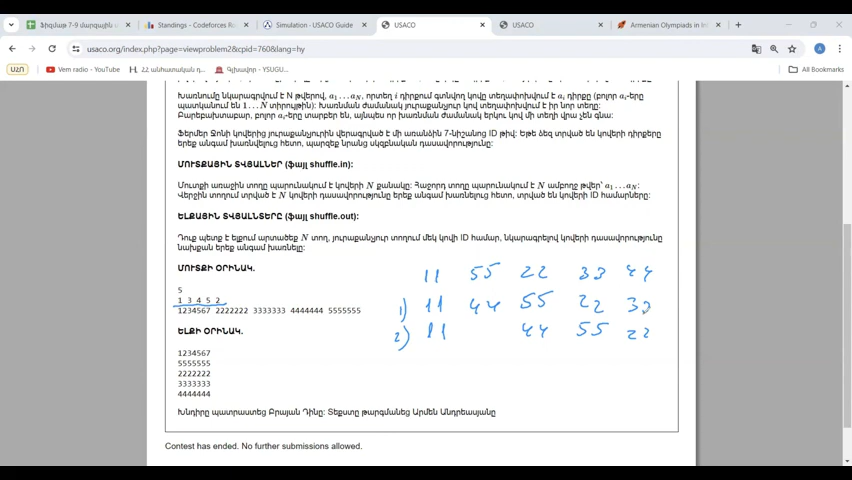 Ֆիզմաթ 7-9 մարզակ
Standings - Codeforces R
Simulation - USACO Guide
USACO
USACO
Armenian Olympiads in In
usaco.org/index.php?page=viewproblem2&cpid=760&lang=hy
ՍԱՀՈ
Vem radio - YouTube
Հ.Հ անվտանգության դ...
Գլխավոր - YSUGU...
All Bookmarks
Խառնումը նկարագրվում է N թվերով, a₁...aN, որտեղ i դիրքում գտնվող կովը տեղափոխվում է aᵢ դիրքը (բոլոր aᵢ-երը
պատկանում են 1...N տիրույթին): Խառնման ժամանակ յուրաքանչյուր կով տեղափոխվում է իր նոր տեղը:
Բարեբախտաբար, բոլոր aᵢ-երը տարբեր են, այնպես որ խառնման ժամանակ երկու կով մի տեղի վրա չեն գնա:
Ֆերմեր Ջոնի կովերից յուրաքանչյուրին վերագրված է մի առանձին 7-նիշանոց ID թիվ: Եթե ձեզ տրված են կովերի դիրքերը
երեք անգամ խառնվելուց հետո, պարզեք նրանց սկզբնական դասավորությունը:
ՄՈՒՏՔԱՅԻՆ ՏՎՅԱԼՆԵՐ (ֆայլ shuffle.in):
Մուտքի առաջին տողը պարունակում է կովերի N քանակը: Հաջորդ տողը պարունակում է N ամբողջ թվեր՝ a₁...aN:
Վերջին տողում տրված է N կովերի դասավորությունը երեք անգամ խառնելուց հետո, տրված են կովերի ID համարները:
ԵԼՔԱՅԻՆ ՏՎՅԱԼՆՏԵՐԸ (ֆայլ shuffle.out):
Դուք պետք է ելքում արտածեք N տող, յուրաքանչյուր տողում մեկ կովի ID համար, նկարագրելով կովերի դասավորությունը
նախքան երեք անգամ խառնելը:
ՄՈՒՏՔԻ ՕՐԻՆԱԿ.
5
1 3 4 5 2
1234567 2222222 3333333 4444444 5555555
ԵԼՔԻ ՕՐԻՆԱԿ.
1234567
5555555
2222222
3333333
4444444
Խնդիրը պատրաստեց Բրայան Դինը: Տեքստը թարգմանեց Արմեն Անդրեասյանը
Contest has ended. No further submissions allowed.
11 55 22 33 44
1) 11 44 55 22 33
2) 11 44 55 22